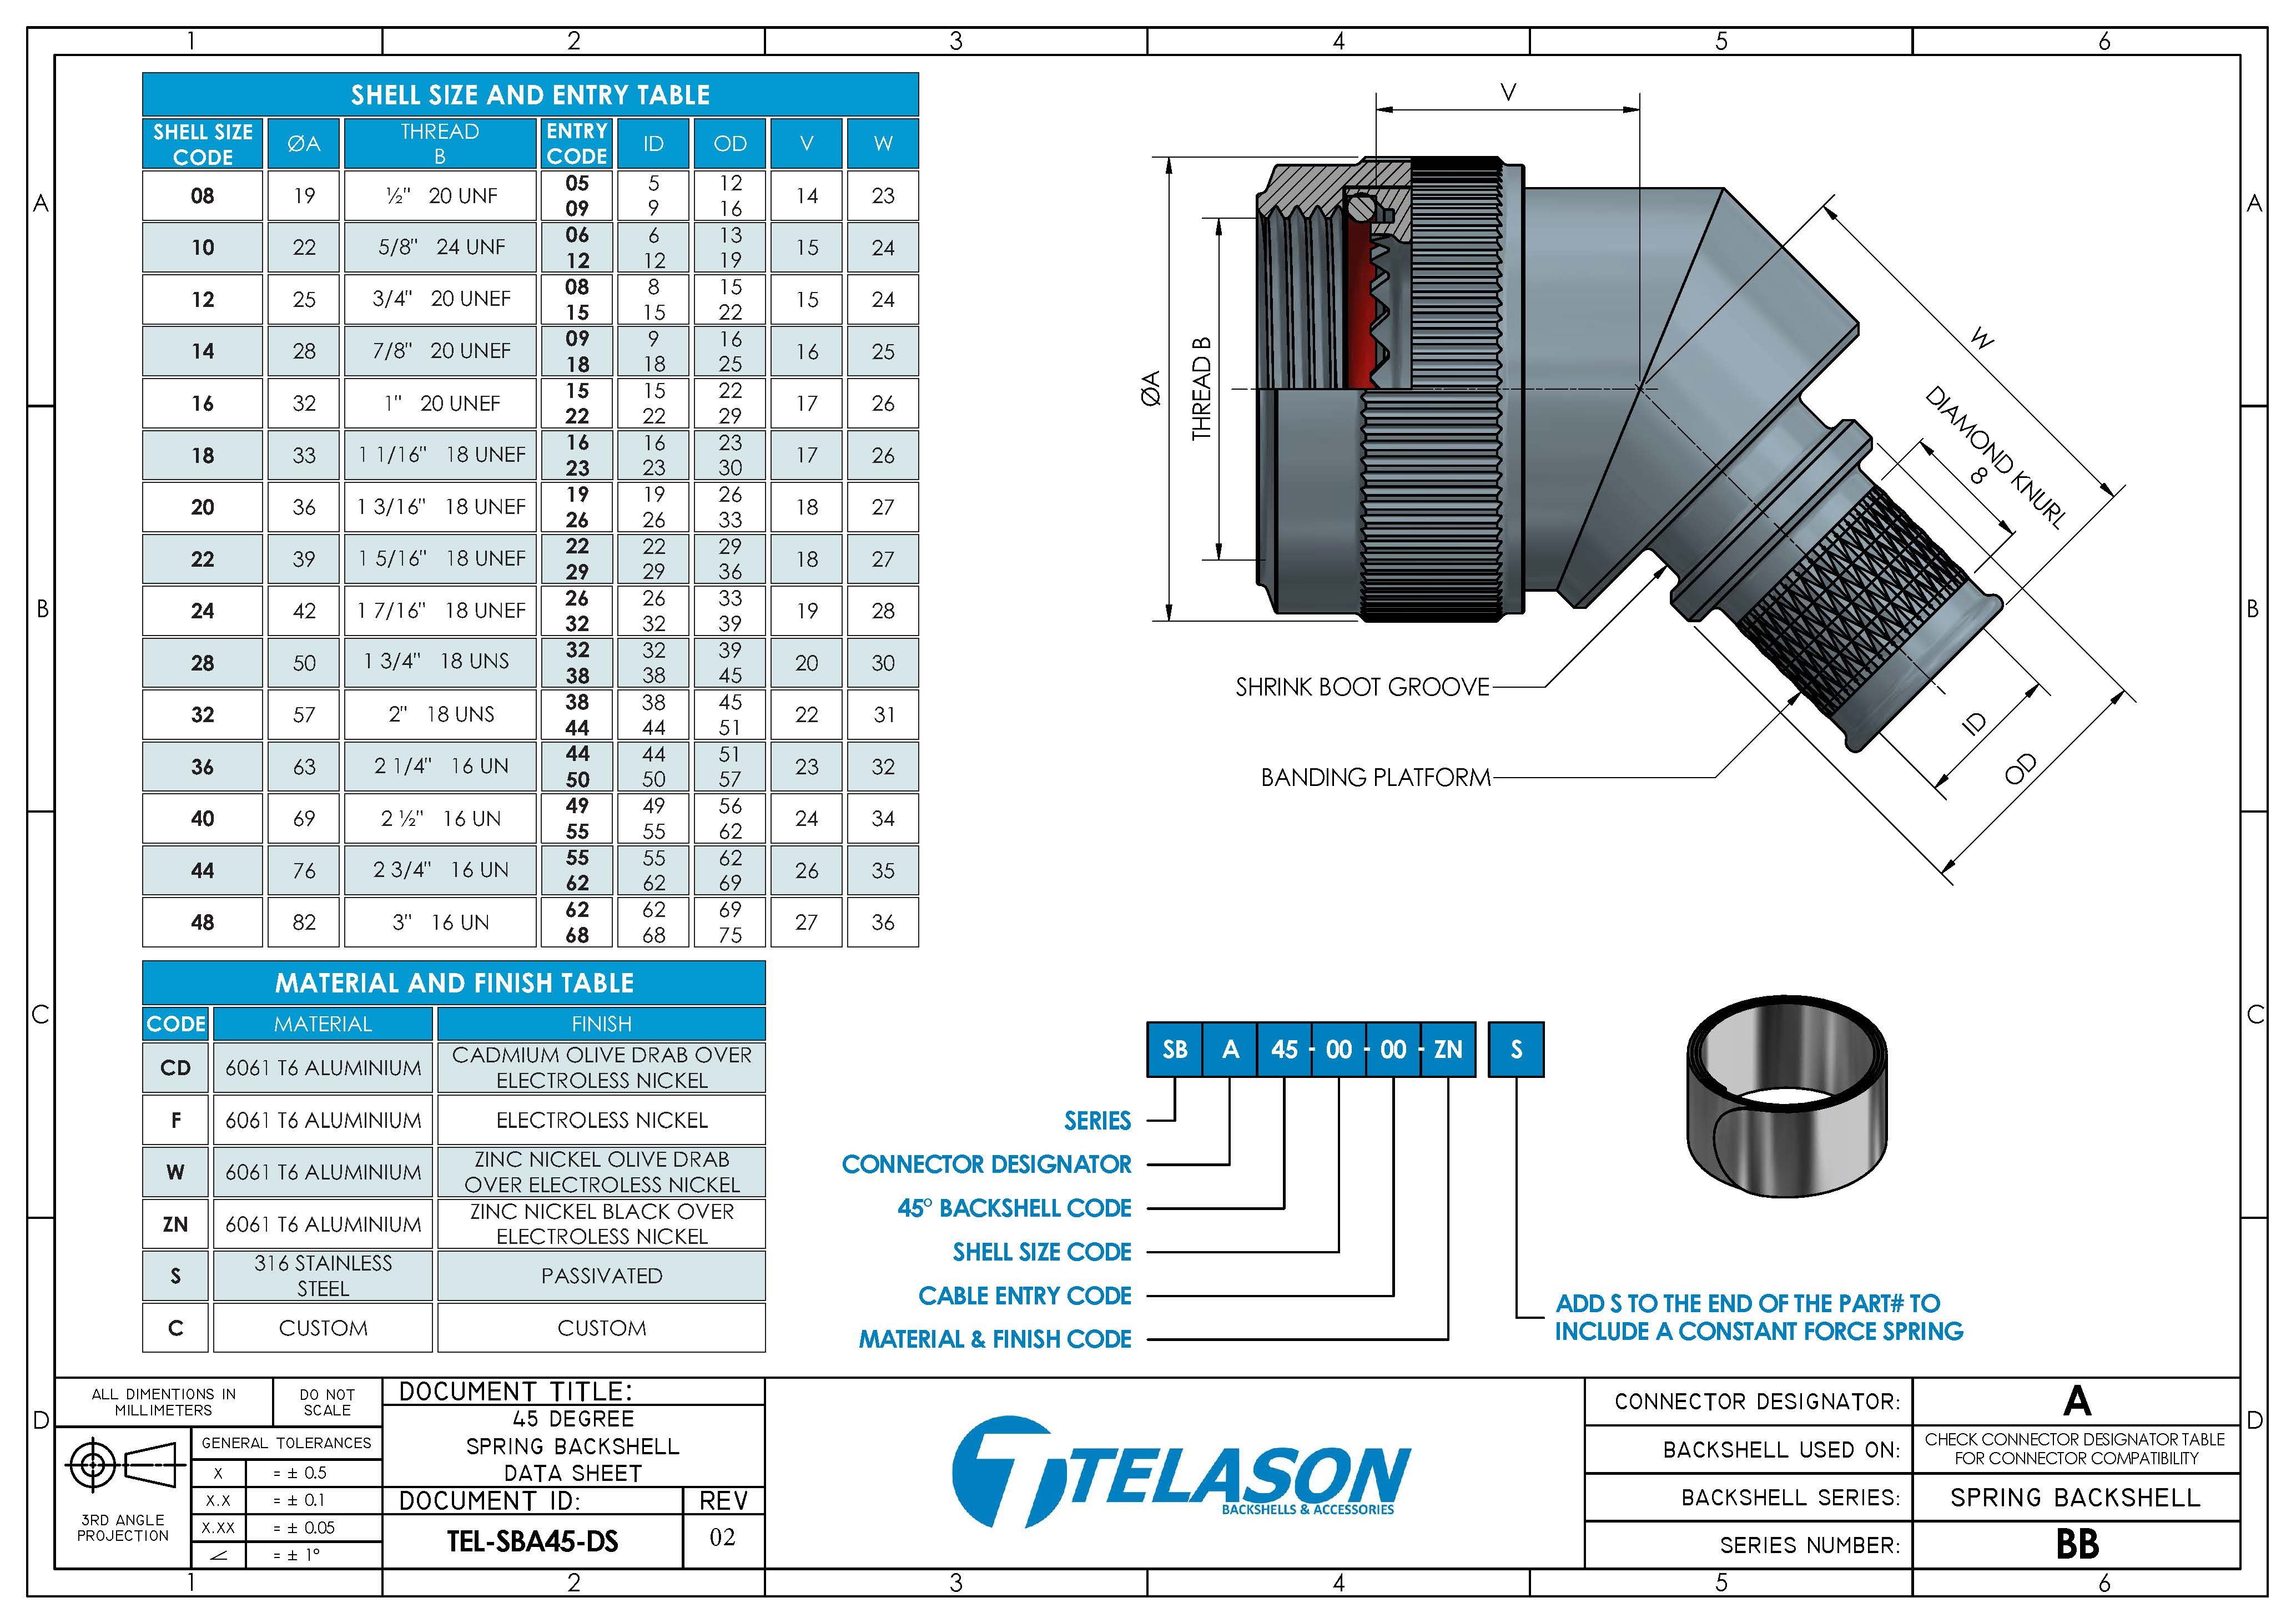 1 2 3 4 5 6
A A
B B
C C
D D
SHELL SIZE AND ENTRY TABLE
SHELL SIZE CODE ØA THREAD B ENTRY CODE ID OD V W
08 19 ½" 20 UNF 05 5 12 14 23
09 9 16
10 22 5/8" 24 UNF 06 6 13 15 24
12 12 19
12 25 3/4" 20 UNEF 08 8 15 15 24
15 15 22
14 28 7/8" 20 UNEF 09 9 16 16 25
18 18 25
16 32 1" 20 UNEF 15 15 22 17 26
22 22 29
18 33 1 1/16" 18 UNEF 16 16 23 17 26
23 23 30
20 36 1 3/16" 18 UNEF 19 19 26 18 27
26 26 33
22 39 1 5/16" 18 UNEF 22 22 29 18 27
29 29 36
24 42 1 7/16" 18 UNEF 26 26 33 19 28
32 32 39
28 50 1 3/4" 18 UNS 32 32 39 20 30
38 38 45
32 57 2" 18 UNS 38 38 45 22 31
44 44 51
36 63 2 1/4" 16 UN 44 44 51 23 32
50 50 57
40 69 2 ½" 16 UN 49 49 56 24 34
55 55 62
44 76 2 3/4" 16 UN 55 55 62 26 35
62 62 69
48 82 3" 16 UN 62 62 69 27 36
68 68 75
V
ØA
THREAD B
W
DIAMOND KNURL
8
SHRINK BOOT GROOVE
BANDING PLATFORM
ID
OD
MATERIAL AND FINISH TABLE
CODE MATERIAL FINISH
CD 6061 T6 ALUMINIUM CADMIUM OLIVE DRAB OVER
ELECTROLESS NICKEL
F 6061 T6 ALUMINIUM ELECTROLESS NICKEL
W 6061 T6 ALUMINIUM ZINC NICKEL OLIVE DRAB
OVER ELECTROLESS NICKEL
ZN 6061 T6 ALUMINIUM ZINC NICKEL BLACK OVER
ELECTROLESS NICKEL
S 316 STAINLESS
STEEL PASSIVATED
C CUSTOM CUSTOM
SB A 45 - 00 - 00 - ZN S
SERIES
CONNECTOR DESIGNATOR
45° BACKSHELL CODE
SHELL SIZE CODE
CABLE ENTRY CODE
MATERIAL & FINISH CODE
ADD S TO THE END OF THE PART# TO
INCLUDE A CONSTANT FORCE SPRING
ALL DIMENTIONS IN
MILLIMETERS
DO NOT
SCALE
GENERAL TOLERANCES
X = ± 0.5
X.X = ± 0.1
X.XX = ± 0.05
∠ = ± 1°
3RD ANGLE
PROJECTION
DOCUMENT TITLE:
45 DEGREE
SPRING BACKSHELL
DATA SHEET
DOCUMENT ID: REV
TEL-SBA45-DS 02
TELASON
BACKSHELLS & ACCESSORIES
CONNECTOR DESIGNATOR: A
BACKSHELL USED ON: CHECK CONNECTOR DESIGNATOR TABLE
FOR CONNECTOR COMPATIBILITY
BACKSHELL SERIES: SPRING BACKSHELL
SERIES NUMBER: BB
1 2 3 4 5 6